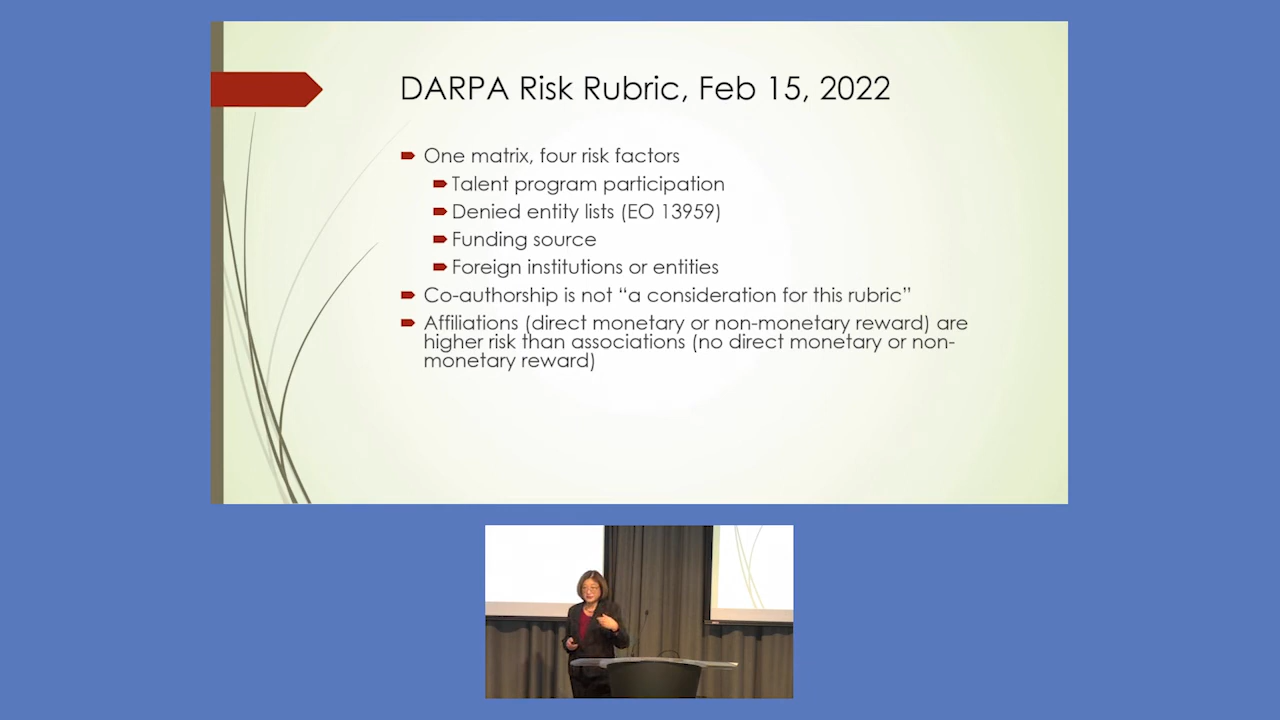 DARPA Risk Rubric, Feb 15, 2022
One matrix, four risk factors
Talent program participation
Denied entity lists (EO 13959)
Funding source
Foreign institutions or entities
Co-authorship is not “a consideration for this rubric”
Affiliations (direct monetary or non-monetary reward) are
higher risk than associations (no direct monetary or non-
monetary reward)